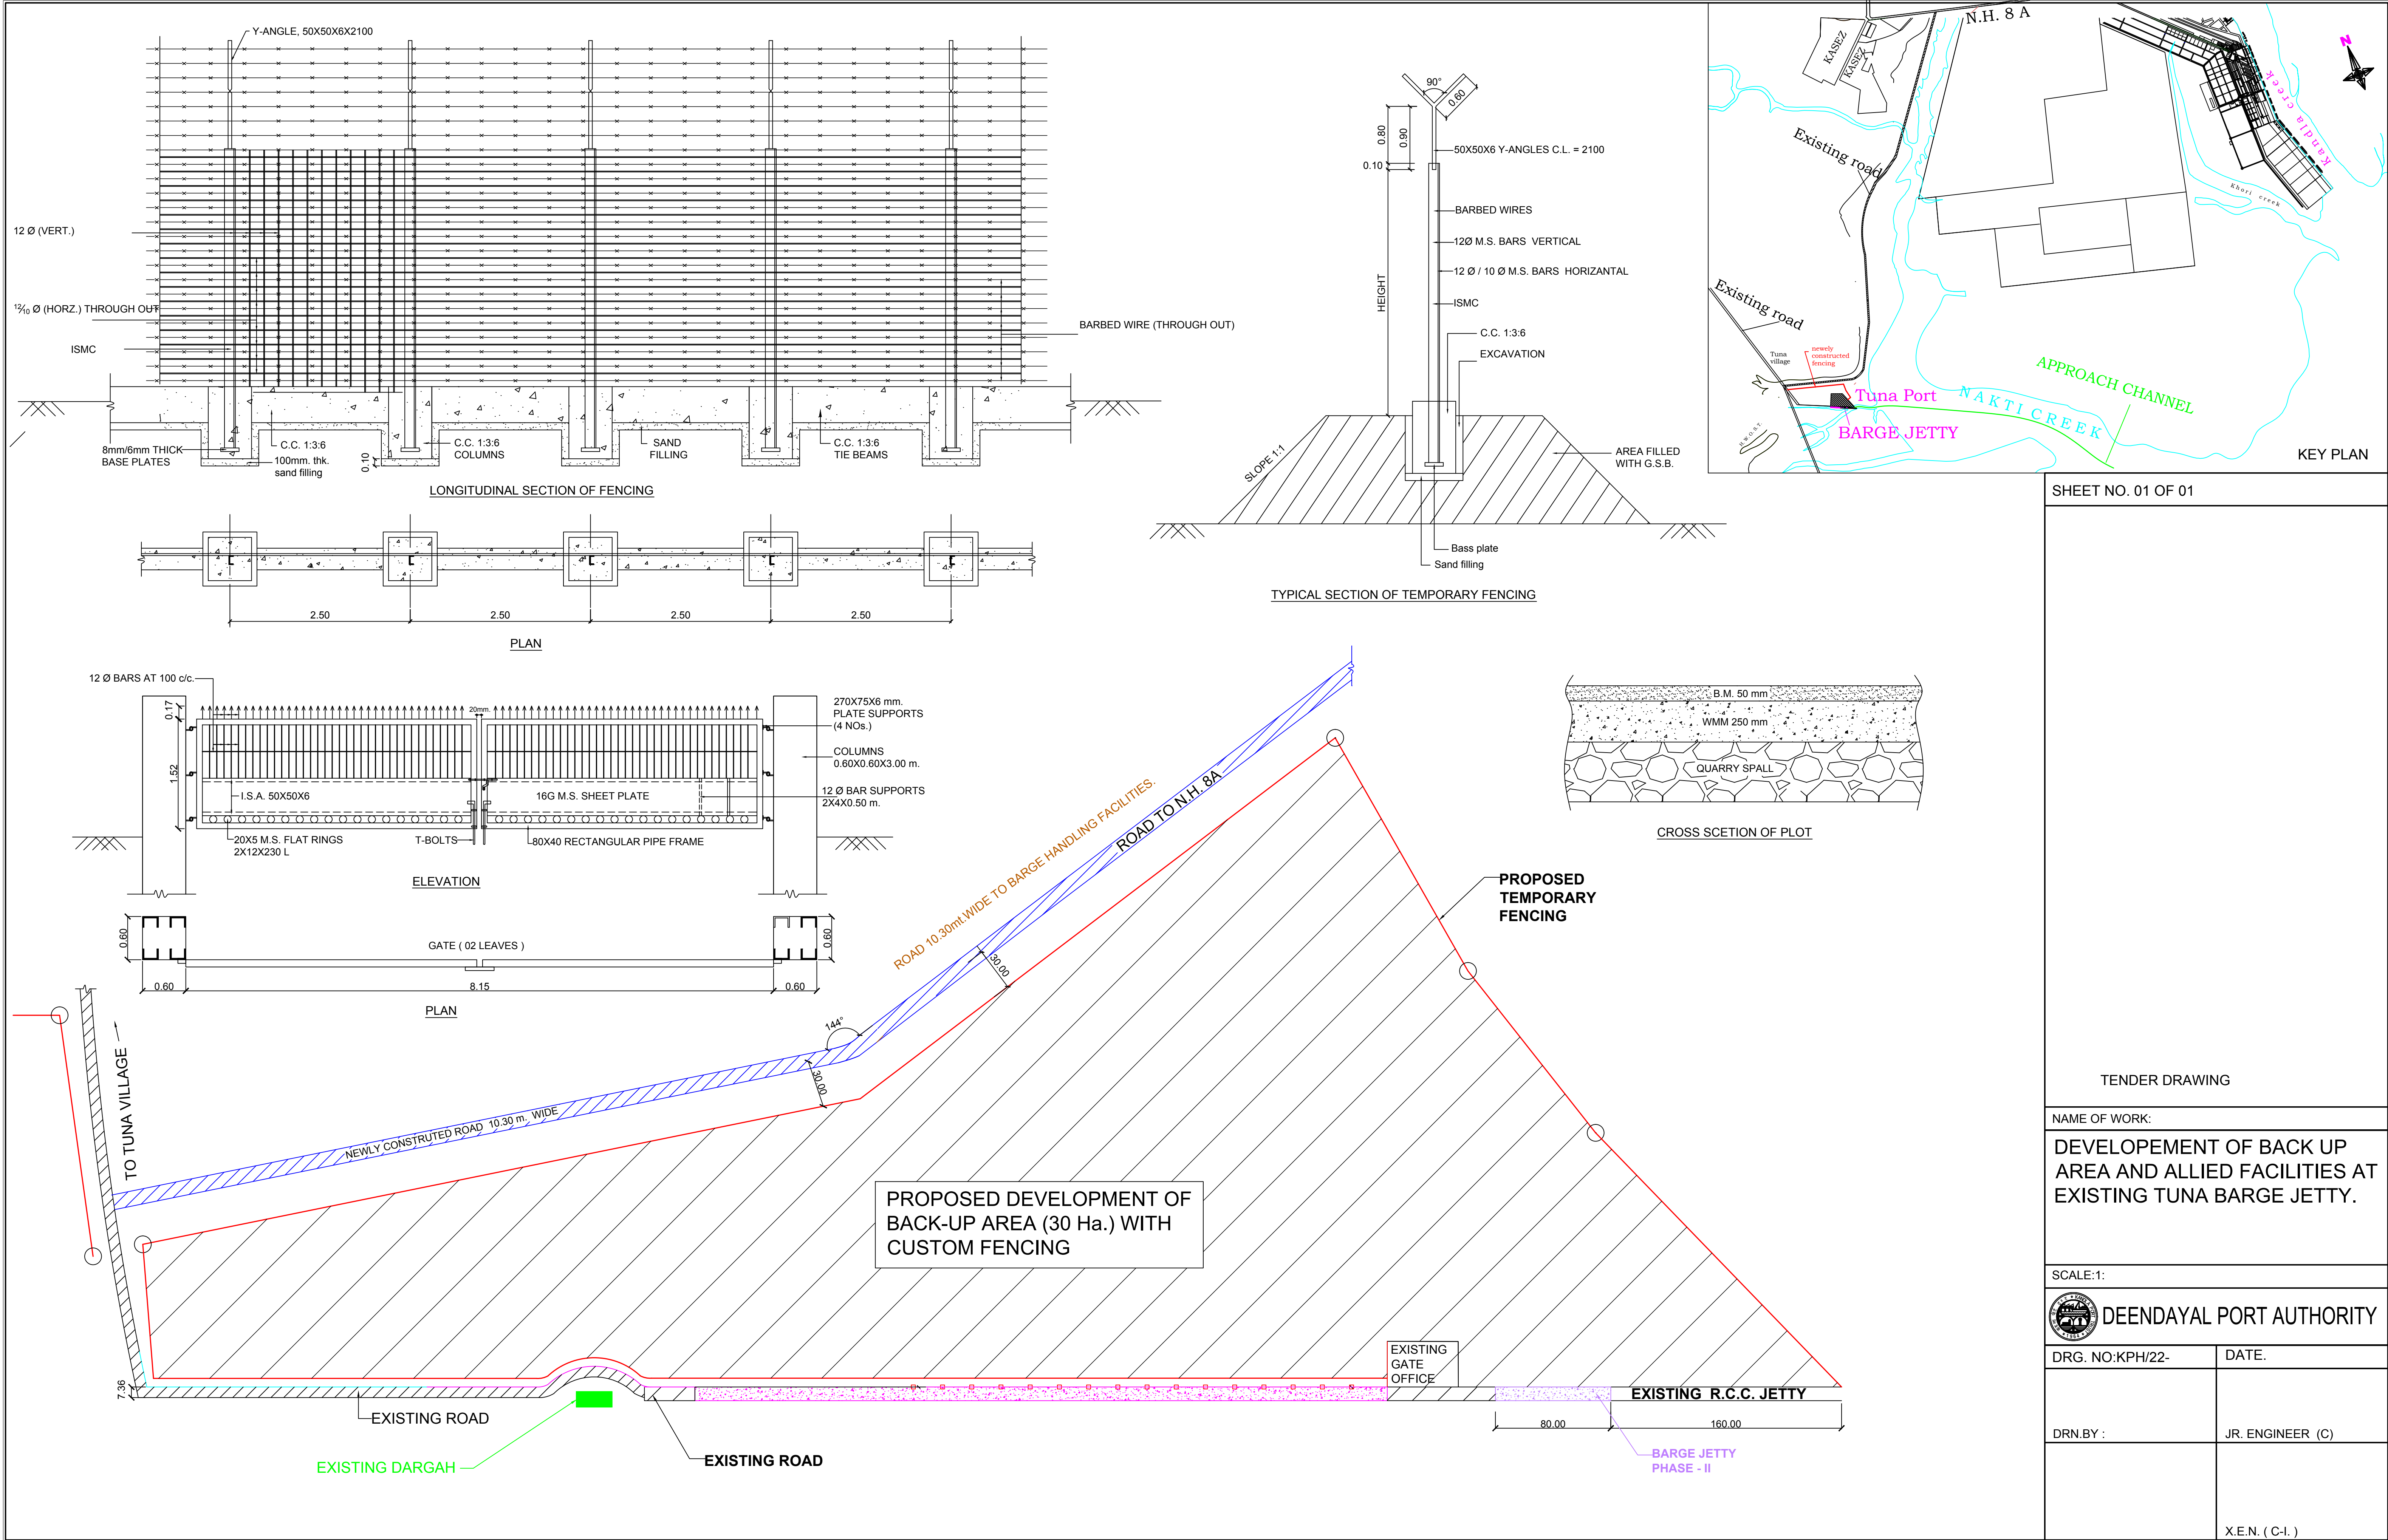 Y-ANGLE, 50X50X6X2100
12 Ø (VERT.)
12/10 Ø (HORZ.) THROUGH OUT
ISMC
8mm/6mm THICK
BASE PLATES
C.C. 1:3:6
100mm. thk.
sand filling
0.10
C.C. 1:3:6
COLUMNS
SAND
FILLING
C.C. 1:3:6
TIE BEAMS
BARBED WIRE (THROUGH OUT)
LONGITUDINAL SECTION OF FENCING
2.50
2.50
2.50
2.50
PLAN
90°
0.60
0.80
0.90
0.10
HEIGHT
50X50X6 Y-ANGLES C.L. = 2100
BARBED WIRES
12Ø M.S. BARS VERTICAL
12 Ø / 10 Ø M.S. BARS HORIZANTAL
ISMC
C.C. 1:3:6
EXCAVATION
SLOPE 1:1
AREA FILLED
WITH G.S.B.
Bass plate
Sand filling
TYPICAL SECTION OF TEMPORARY FENCING
N.H. 8 A
KASEZ
KASEZ
N
Kandla creek
Khori creek
Existing road
Existing road
Tuna
village
newely
constructed
fencing
Tuna Port
BARGE JETTY
H.W.O.S.T.
NAKTI CREEK
APPROACH CHANNEL
KEY PLAN
12 Ø BARS AT 100 c/c.
0.17
1.52
20mm.
270X75X6 mm.
PLATE SUPPORTS
(4 NOs.)
COLUMNS
0.60X0.60X3.00 m.
12 Ø BAR SUPPORTS
2X4X0.50 m.
I.S.A. 50X50X6
16G M.S. SHEET PLATE
20X5 M.S. FLAT RINGS
2X12X230 L
T-BOLTS
80X40 RECTANGULAR PIPE FRAME
ELEVATION
0.60
GATE ( 02 LEAVES )
0.60
0.60
8.15
0.60
PLAN
B.M. 50 mm
WMM 250 mm
QUARRY SPALL
CROSS SCETION OF PLOT
TO TUNA VILLAGE
NEWLY CONSTRUTED ROAD 10.30 m. WIDE
144°
30.00
30.00
ROAD 10.30mt.WIDE TO BARGE HANDLING FACILITIES.
ROAD TO N.H. 8A
PROPOSED
TEMPORARY
FENCING
PROPOSED DEVELOPMENT OF
BACK-UP AREA (30 Ha.) WITH
CUSTOM FENCING
7.36
EXISTING ROAD
EXISTING DARGAH
EXISTING ROAD
EXISTING
GATE
OFFICE
EXISTING R.C.C. JETTY
80.00
160.00
BARGE JETTY
PHASE - II
SHEET NO. 01 OF 01
TENDER DRAWING
NAME OF WORK:
DEVELOPEMENT OF BACK UP
AREA AND ALLIED FACILITIES AT
EXISTING TUNA BARGE JETTY.
SCALE:1:
DEENDAYAL PORT AUTHORITY
DRG. NO:KPH/22-
DATE.
DRN.BY :
JR. ENGINEER (C)
X.E.N. ( C-I. )